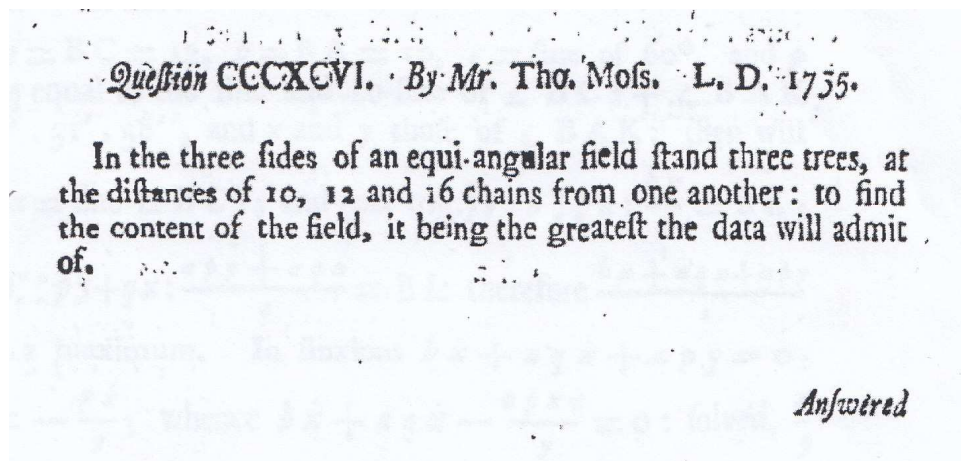 Queſtion CCCXCVI. By Mr. Tho. Moſs. L. D. 1755.
In the three ſides of an equi-angular field ſtand three trees, at
the diſtances of 10, 12 and 16 chains from one another: to find
the content of the field, it being the greateſt the data will admit
of.
Anſwered